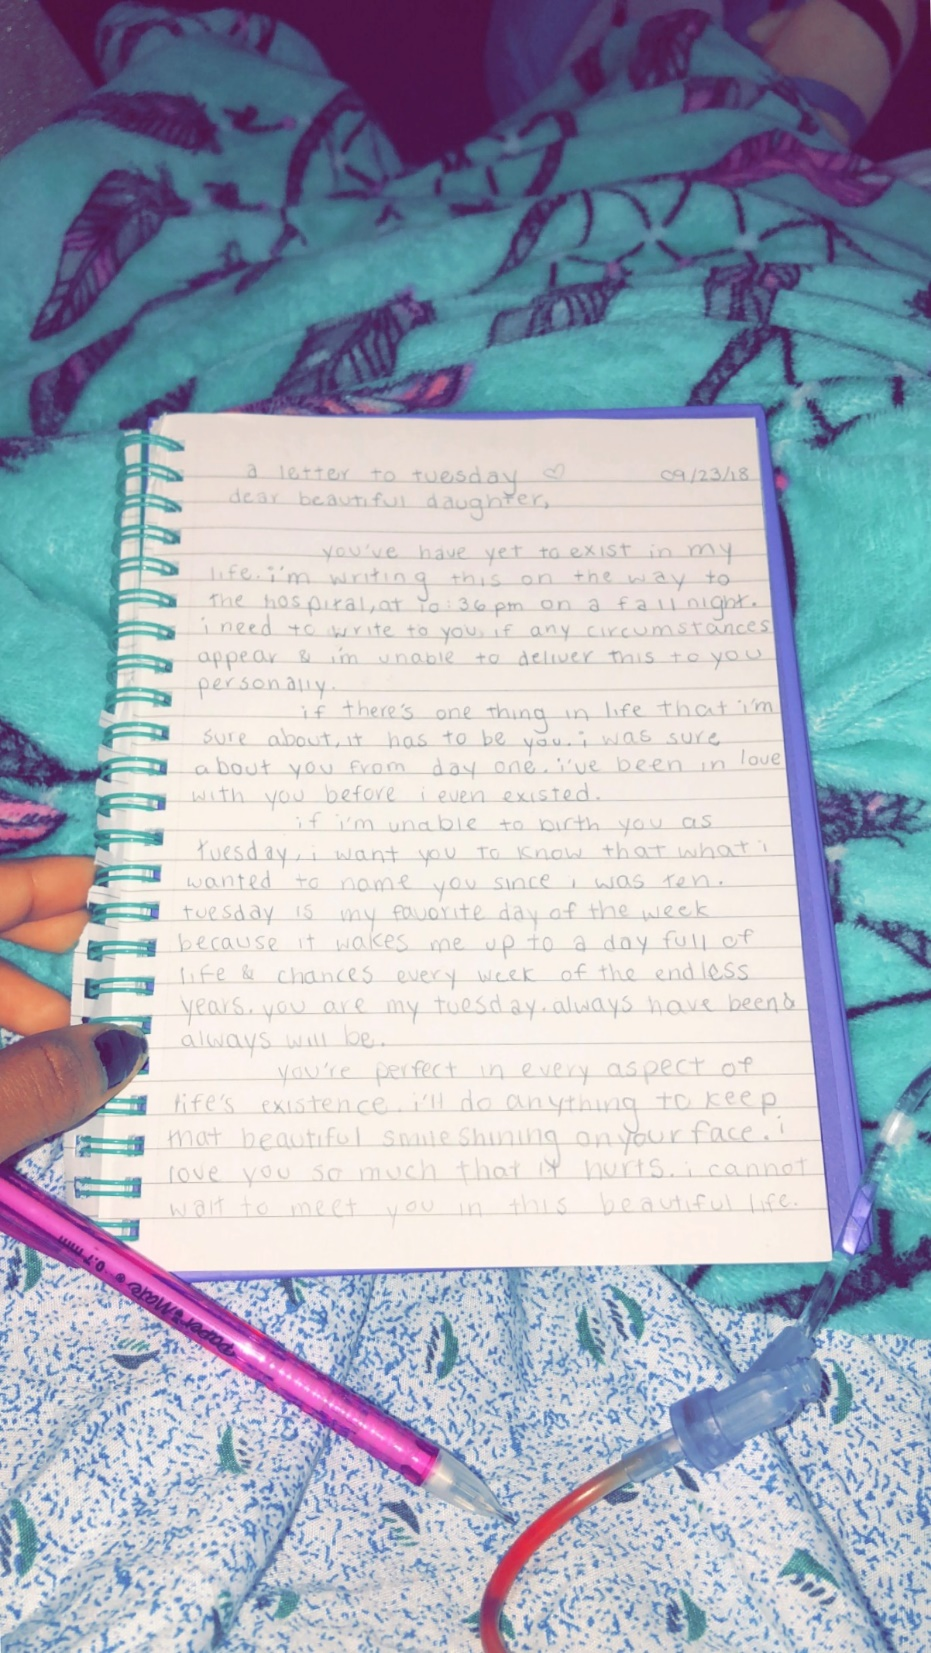 a letter to tuesday ♡ 09/23/18
dear beautiful daughter,
you've have yet to exist in my
life. i'm writing this on the way to
the hospital, at 10:36 pm on a fall night.
i need to write to you, if any circumstances
appear & i'm unable to deliver this to you
personally.
if there's one thing in life that i'm
sure about, it has to be you. i was sure
about you from day one. i've been in love
with you before i even existed.
if i'm unable to birth you as
tuesday, i want you to know that what i
wanted to name you since i was ten.
tuesday is my favorite day of the week
because it wakes me up to a day full of
life & chances every week of the endless
years. you are my tuesday. always have been &
always will be.
you're perfect in every aspect of
life's existence. i'll do anything to keep
that beautiful smile shining on your face. i
love you so much that it hurts. i cannot
wait to meet you in this beautiful life.
paper mate ® 0.7 mm